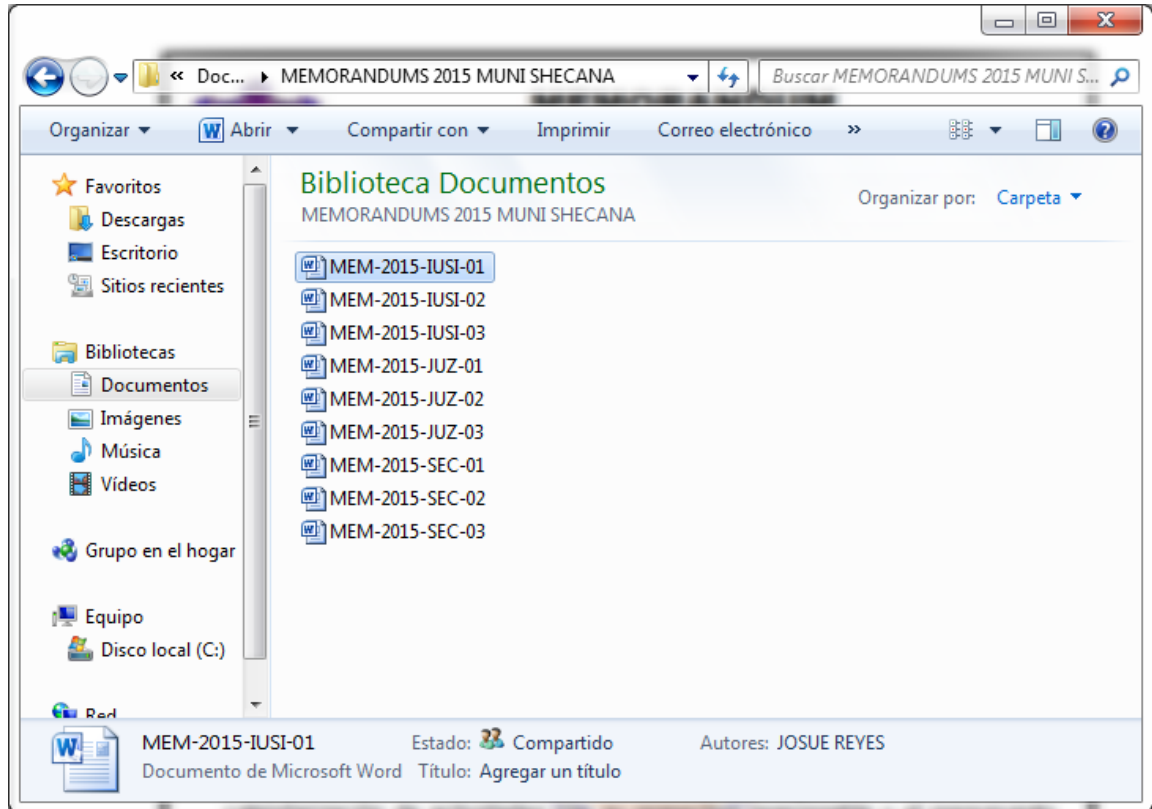 « Doc... ▸ MEMORANDUMS 2015 MUNI SHECANA
Buscar MEMORANDUMS 2015 MUNI S...
MEMORANDUM
Organizar Abrir Compartir con Imprimir Correo electrónico »
Favoritos
Descargas
Escritorio
Sitios recientes
Bibliotecas
Documentos
Imágenes
Música
Vídeos
Grupo en el hogar
Equipo
Disco local (C:)
Red
Biblioteca Documentos
MEMORANDUMS 2015 MUNI SHECANA
Organizar por: Carpeta
MEM-2015-IUSI-01
MEM-2015-IUSI-02
MEM-2015-IUSI-03
MEM-2015-JUZ-01
MEM-2015-JUZ-02
MEM-2015-JUZ-03
MEM-2015-SEC-01
MEM-2015-SEC-02
MEM-2015-SEC-03
MEM-2015-IUSI-01 Estado: Compartido Autores: JOSUE REYES
Documento de Microsoft Word Título: Agregar un título